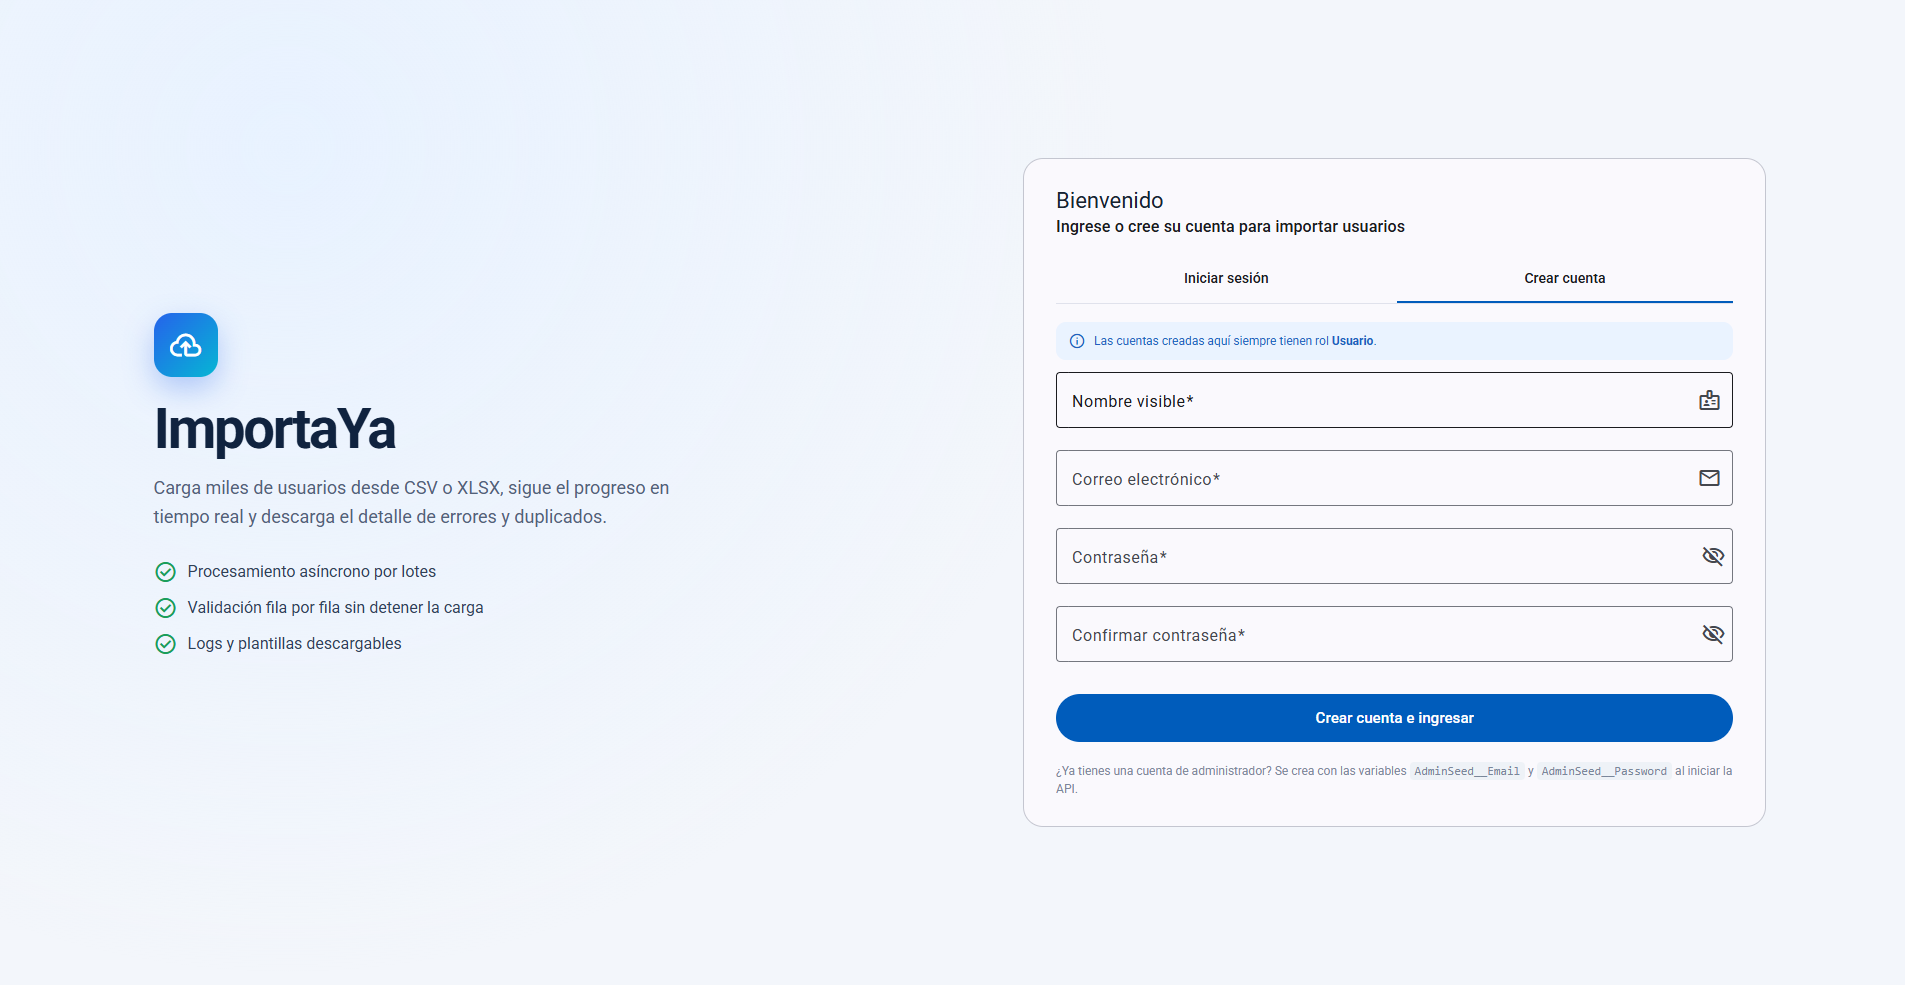 ImportaYa
Carga miles de usuarios desde CSV o XLSX, sigue el progreso en
tiempo real y descarga el detalle de errores y duplicados.
Procesamiento asíncrono por lotes
Validación fila por fila sin detener la carga
Logs y plantillas descargables
Bienvenido
Ingrese o cree su cuenta para importar usuarios
Iniciar sesión
Crear cuenta
Las cuentas creadas aquí siempre tienen rol Usuario.
Nombre visible*
Correo electrónico*
Contraseña*
Confirmar contraseña*
Crear cuenta e ingresar
¿Ya tienes una cuenta de administrador? Se crea con las variables AdminSeed__Email y AdminSeed__Password al iniciar la
API.